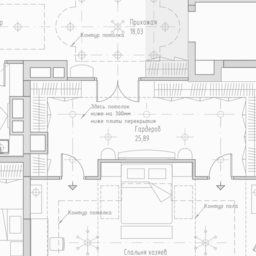 Прихожая
18,03
Контур потолка
Здесь потолок
ниже на 300мм
ниже плиты перекрытия
Гардероб
25,89
Контур потолка
Контур пола
Спальня хозяев